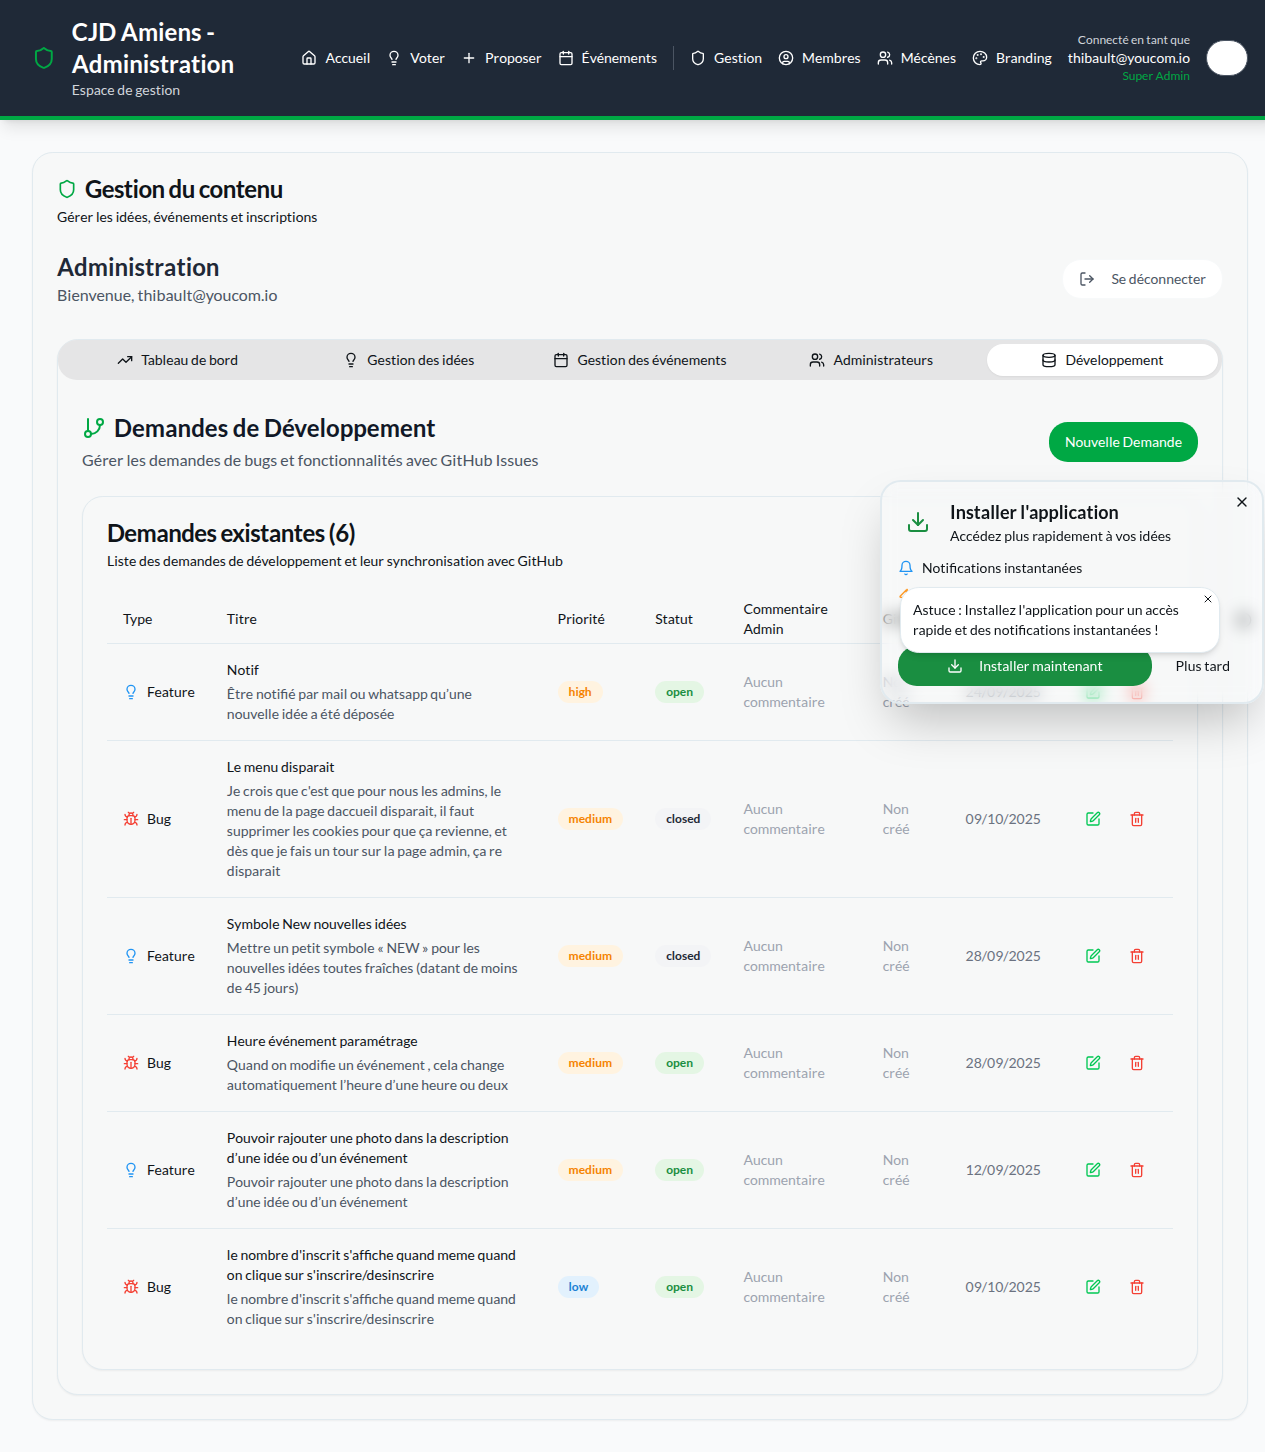 CJD Amiens -
Administration
Espace de gestion
Accueil
Voter
Proposer
Événements
Gestion
Membres
Mécènes
Branding
Connecté en tant que
thibault@youcom.io
Super Admin
Gestion du contenu
Gérer les idées, événements et inscriptions
Administration
Bienvenue, thibault@youcom.io
Se déconnecter
Tableau de bord
Gestion des idées
Gestion des événements
Administrateurs
Développement
Demandes de Développement
Gérer les demandes de bugs et fonctionnalités avec GitHub Issues
Nouvelle Demande
Installer l'application
Accédez plus rapidement à vos idées
Notifications instantanées
Astuce : Installez l'application pour un accès
rapide et des notifications instantanées !
Installer maintenant
Plus tard
Demandes existantes (6)
Liste des demandes de développement et leur synchronisation avec GitHub
Type
Titre
Priorité
Statut
Commentaire
Admin
Feature
Notif
Être notifié par mail ou whatsapp qu'une
nouvelle idée a été déposée
high
open
Aucun
commentaire
créé
24/09/2025
Bug
Le menu disparait
Je crois que c'est que pour nous les admins, le
menu de la page daccueil disparait, il faut
supprimer les cookies pour que ça revienne, et
dès que je fais un tour sur la page admin, ça re
disparait
medium
closed
Aucun
commentaire
Non
créé
09/10/2025
Feature
Symbole New nouvelles idées
Mettre un petit symbole « NEW » pour les
nouvelles idées toutes fraîches (datant de moins
de 45 jours)
medium
closed
Aucun
commentaire
Non
créé
28/09/2025
Bug
Heure événement paramétrage
Quand on modifie un événement , cela change
automatiquement l'heure d'une heure ou deux
medium
open
Aucun
commentaire
Non
créé
28/09/2025
Feature
Pouvoir rajouter une photo dans la description
d'une idée ou d'un événement
Pouvoir rajouter une photo dans la description
d'une idée ou d'un événement
medium
open
Aucun
commentaire
Non
créé
12/09/2025
Bug
le nombre d'inscrit s'affiche quand meme quand
on clique sur s'inscrire/desinscrire
le nombre d'inscrit s'affiche quand meme quand
on clique sur s'inscrire/desinscrire
low
open
Aucun
commentaire
Non
créé
09/10/2025